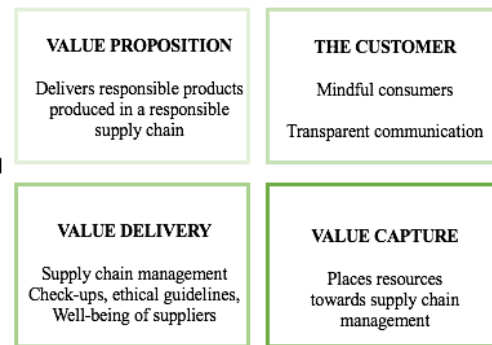 VALUE PROPOSITION
Delivers responsible products
produced in a responsible
supply chain
THE CUSTOMER
Mindful consumers
Transparent communication
VALUE DELIVERY
Supply chain management
Check-ups, ethical guidelines,
Well-being of suppliers
VALUE CAPTURE
Places resources
towards supply chain
management